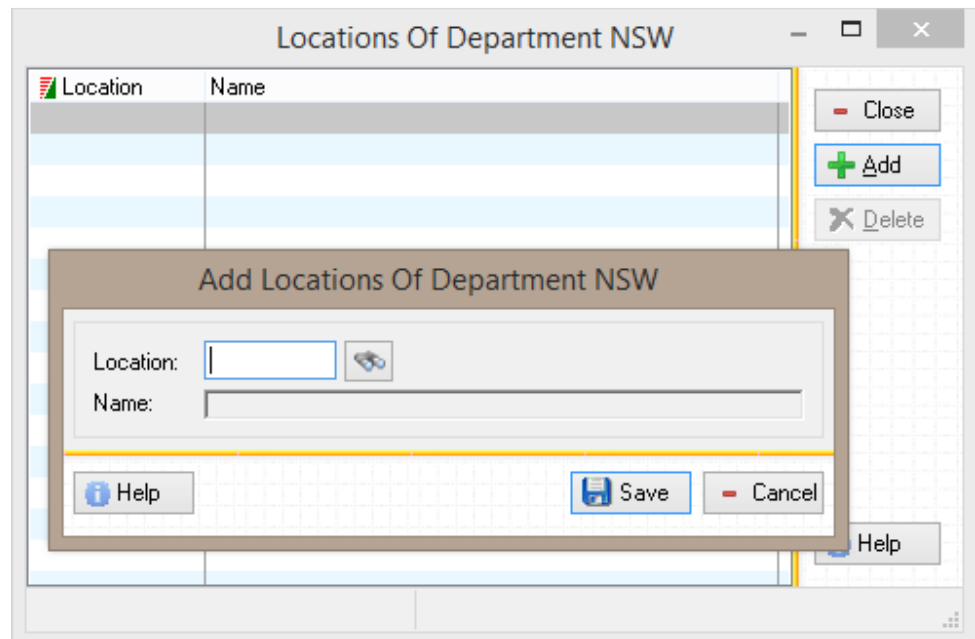 Locations Of Department NSW
Location Name
Close
Add
Delete
Add Locations Of Department NSW
Location:
Name:
Help Save Cancel
Help